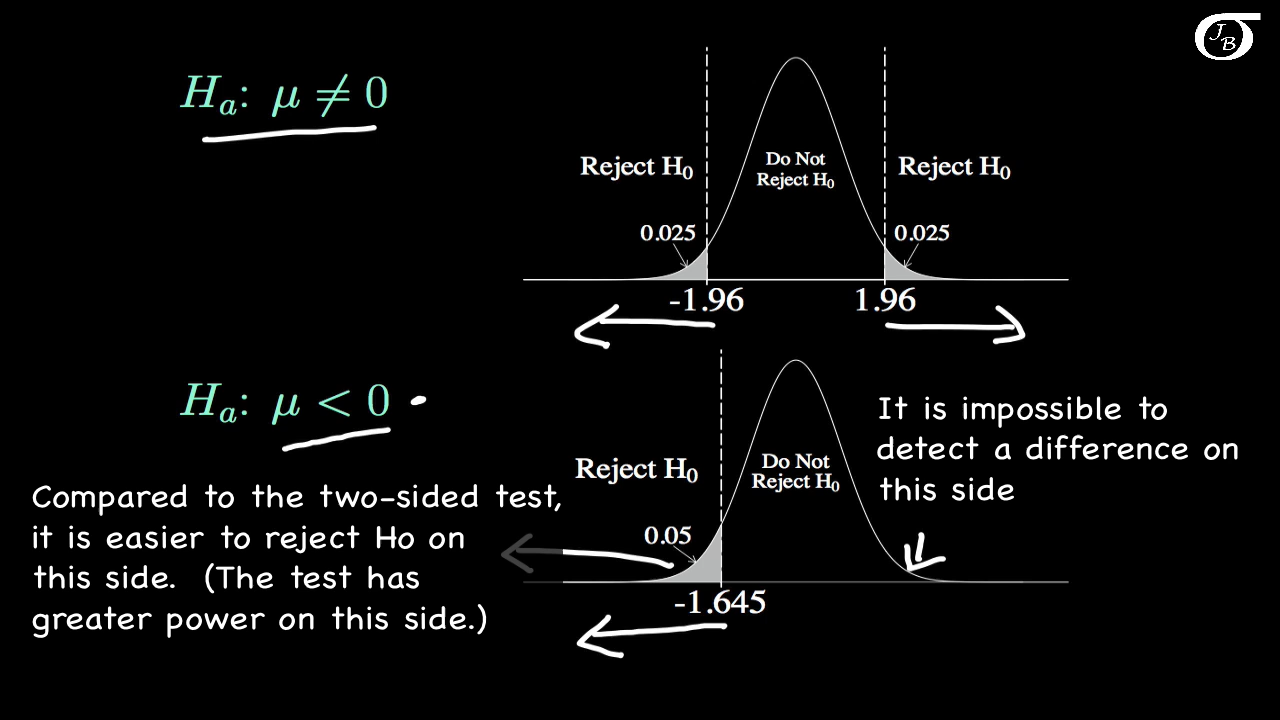 J
B
Hₐ: μ ≠ 0
Reject H₀
Do Not
Reject H₀
Reject H₀
0.025
0.025
-1.96
1.96
Hₐ: μ < 0
It is impossible to
detect a difference on
this side
Reject H₀
Do Not
Reject H₀
Compared to the two-sided test,
it is easier to reject Ho on
this side. (The test has
greater power on this side.)
0.05
-1.645